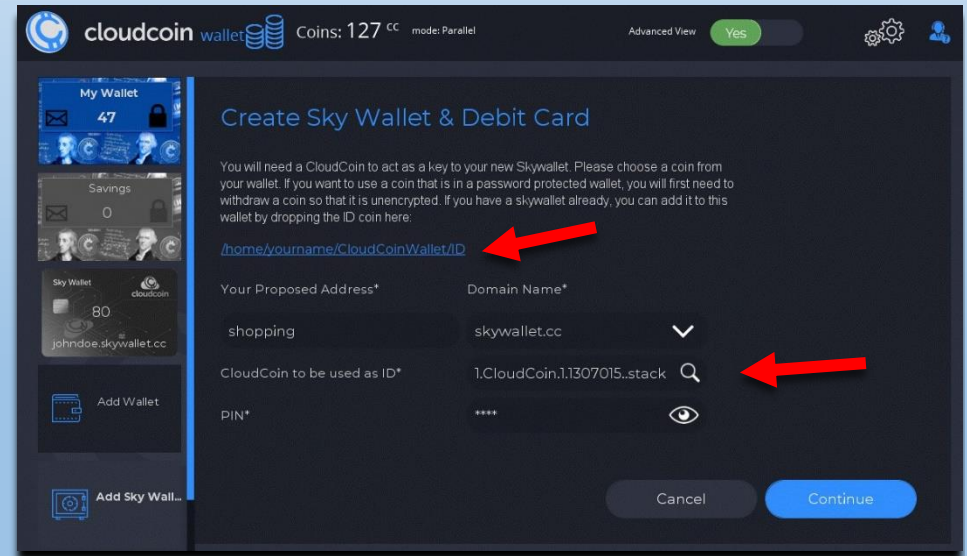 cloudcoin wallet Coins: 127 cc mode: Parallel Advanced View Yes
My Wallet
47
Savings
0
Sky Wallet
cloudcoin
80
johndoe.skywallet.cc
Add Wallet
Add Sky Wall...
Create Sky Wallet & Debit Card
You will need a CloudCoin to act as a key to your new Skywallet. Please choose a coin from
your wallet. If you want to use a coin that is in a password protected wallet, you will first need to
withdraw a coin so that it is unencrypted. If you have a skywallet already, you can add it to this
wallet by dropping the ID coin here:
/home/yourname/CloudCoinWallet/ID
Your Proposed Address* Domain Name*
shopping skywallet.cc
CloudCoin to be used as ID* 1.CloudCoin.1.1307015..stack
PIN* ****
Cancel Continue